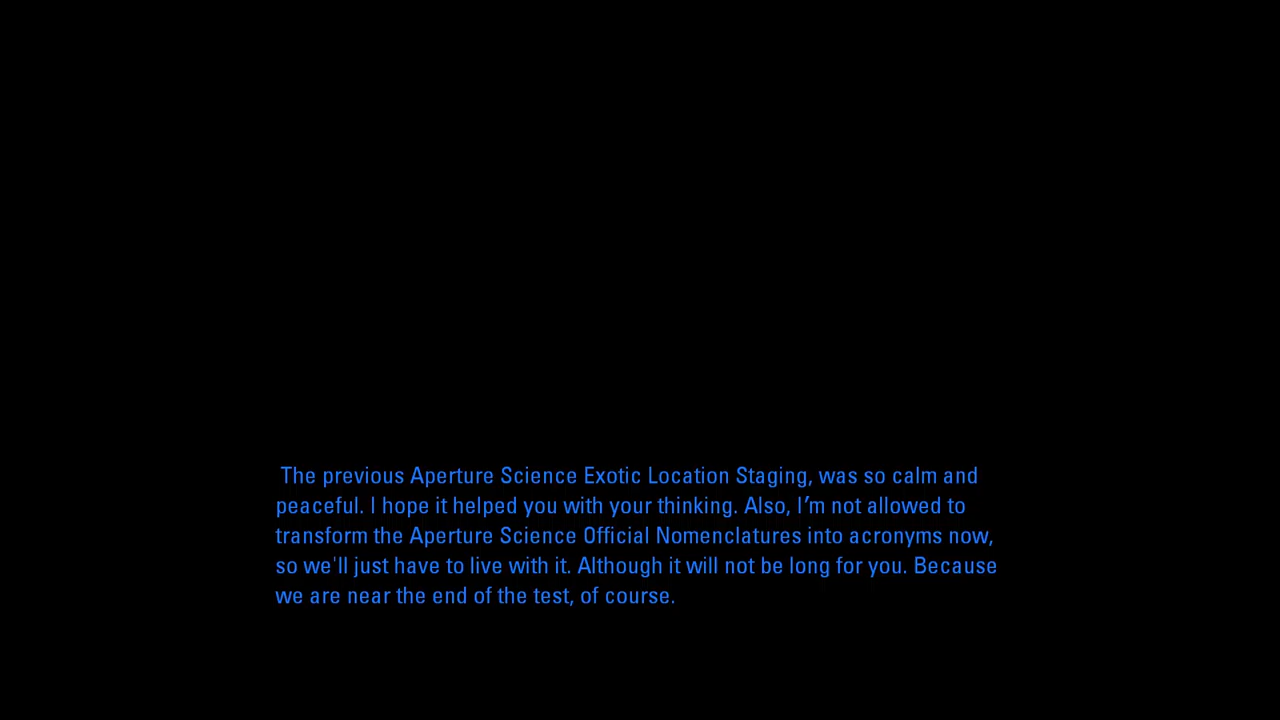 The previous Aperture Science Exotic Location Staging, was so calm and
peaceful. I hope it helped you with your thinking. Also, I’m not allowed to
transform the Aperture Science Official Nomenclatures into acronyms now,
so we'll just have to live with it. Although it will not be long for you. Because
we are near the end of the test, of course.